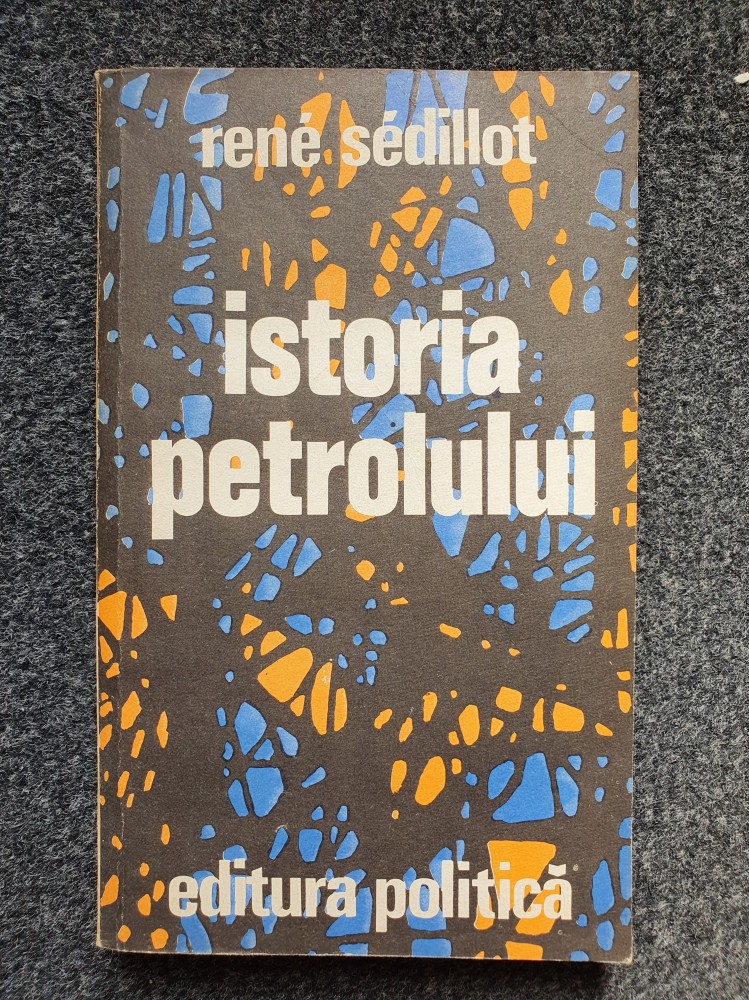 rené sédillot
istoria
petrolului
editura politică